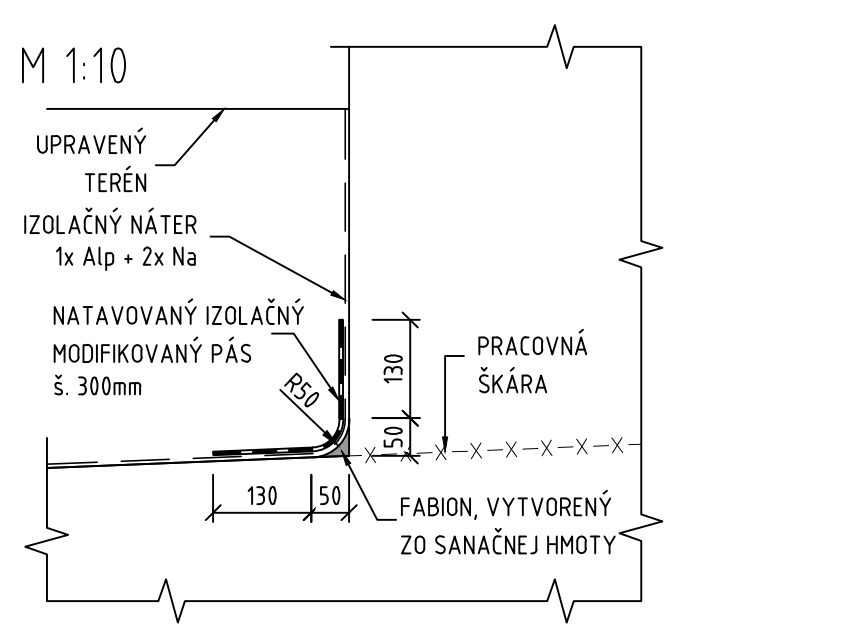 M 1:10
UPRAVENÝ
TERÉN
IZOLAČNÝ NÁTER
1x Alp + 2x Na
NATAVOVANÝ IZOLAČNÝ
MODIFIKOVANÝ PÁS
š. 300mm
R50
130
50
PRACOVNÁ
ŠKÁRA
130
50
FABION, VYTVORENÝ
ZO SANAČNEJ HMOTY